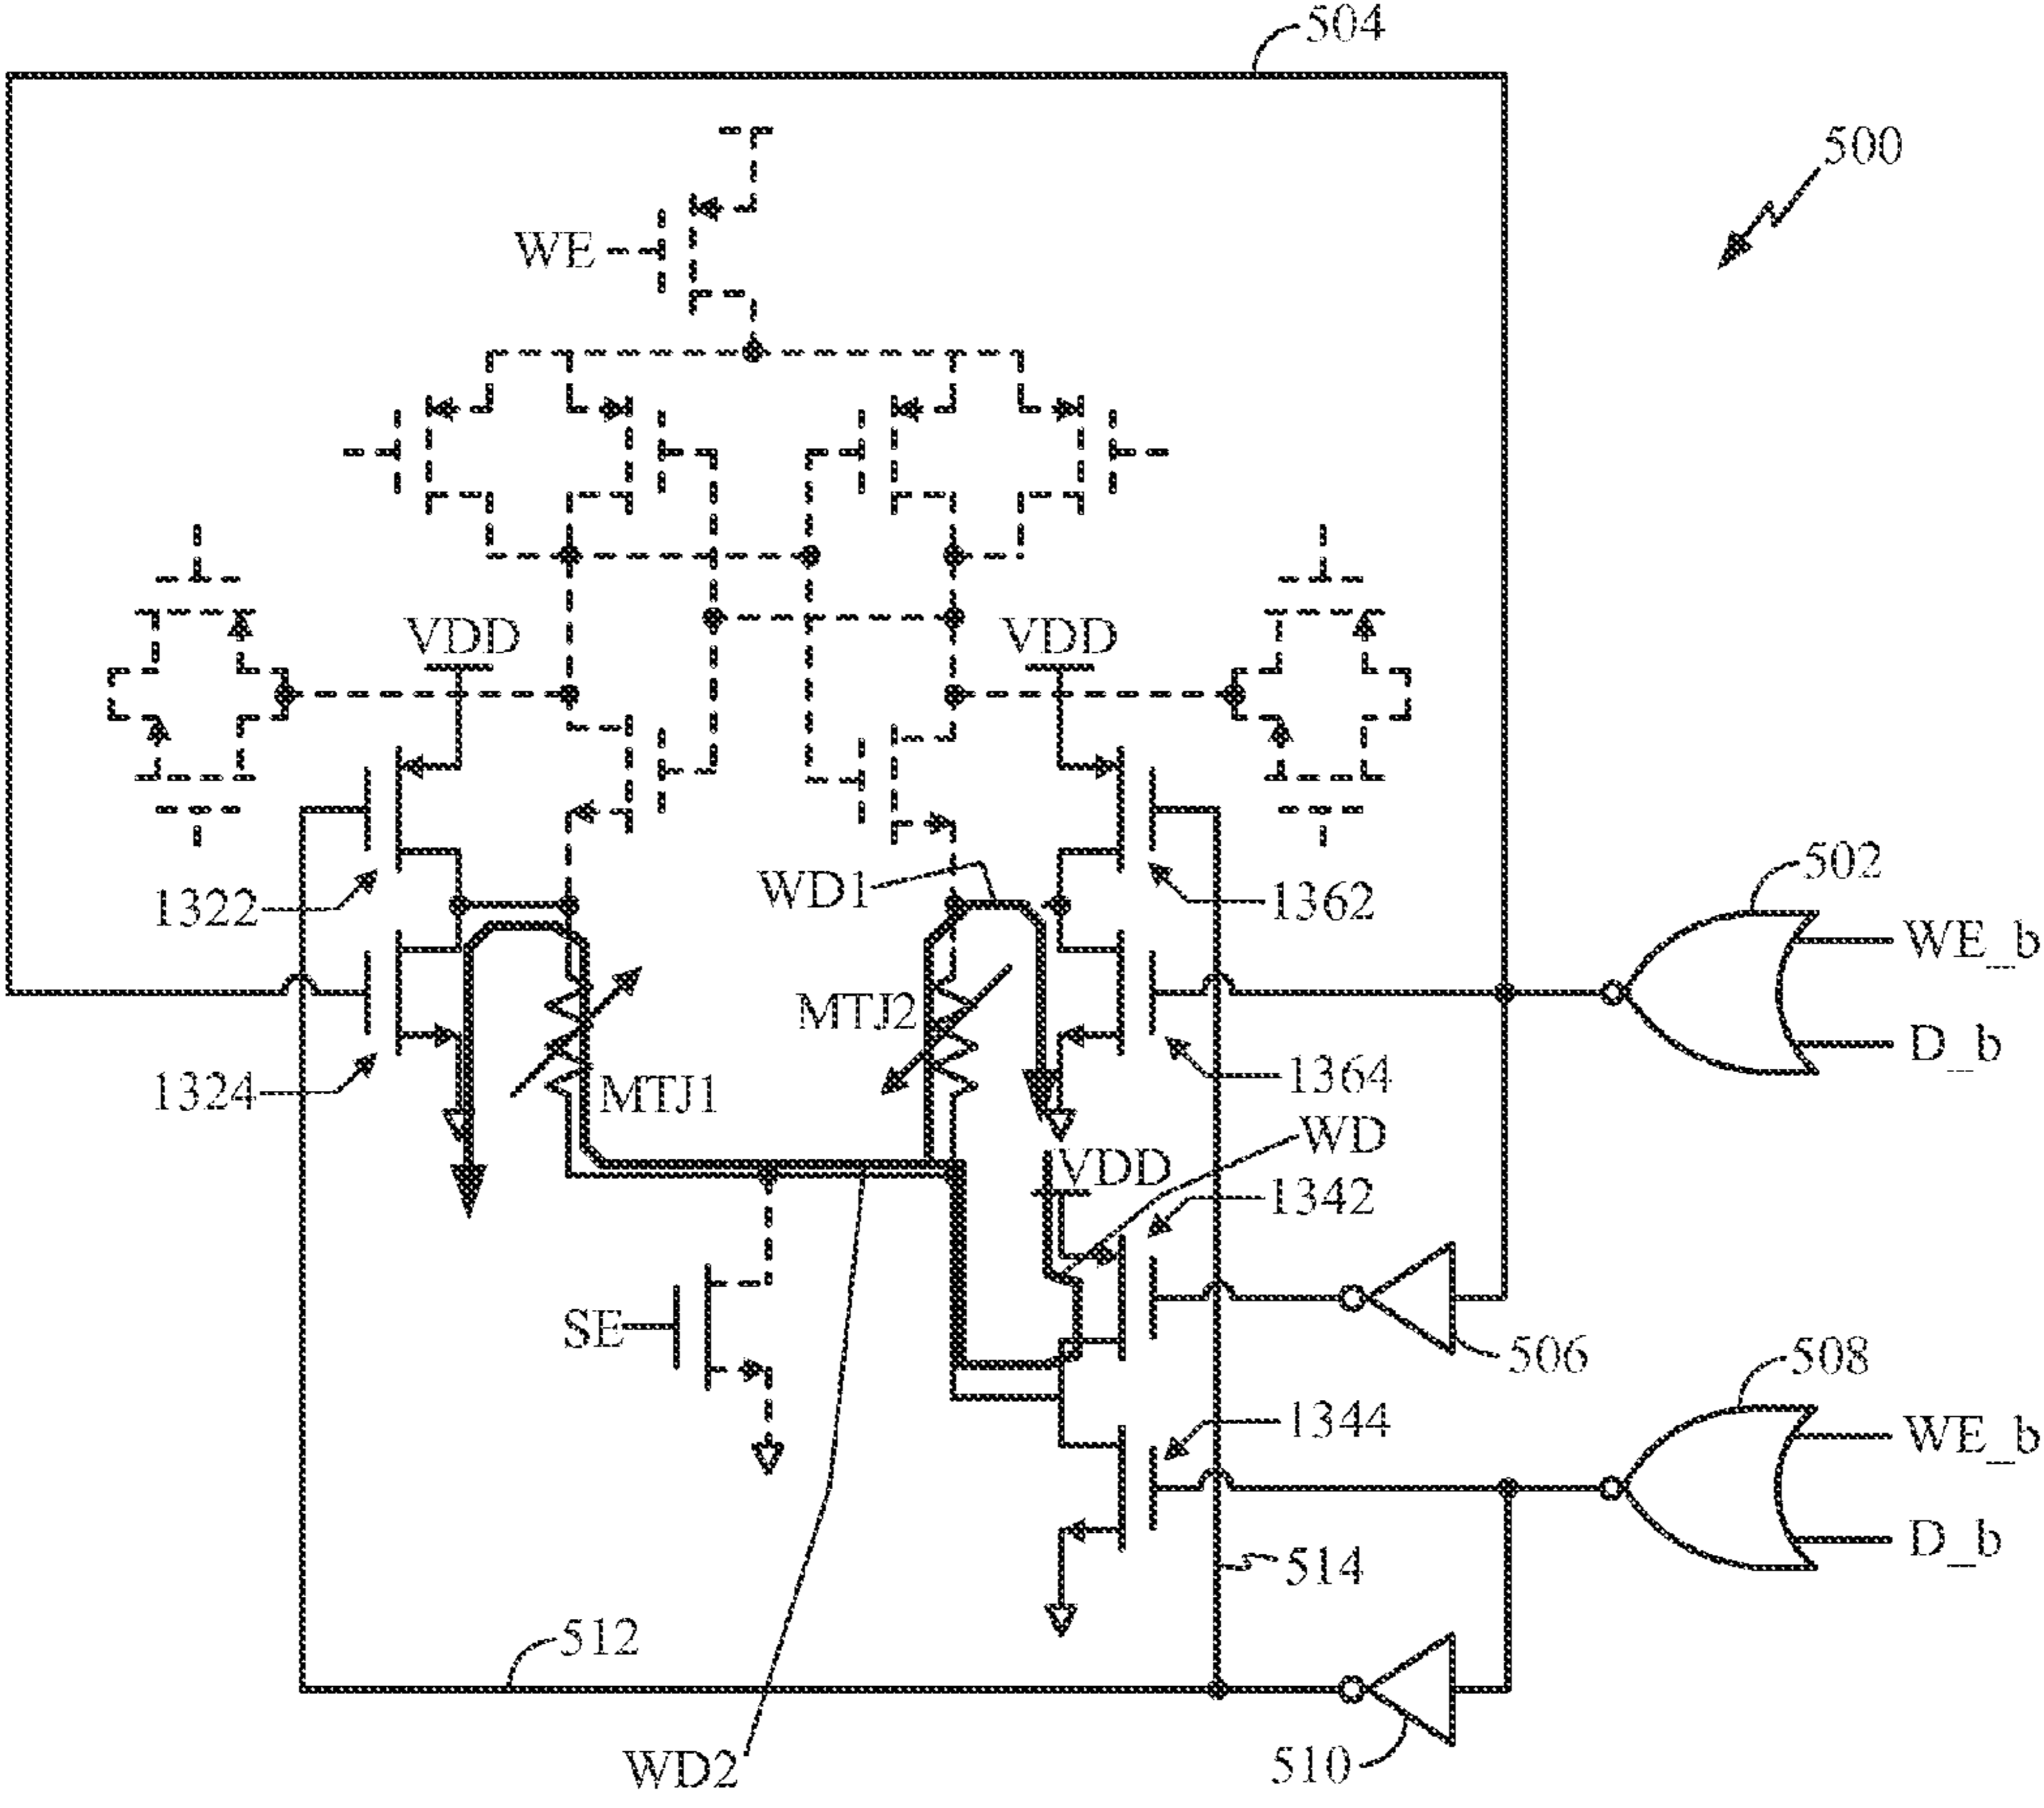 504
500
WE
VDD
VDD
502
WE_b
D_b
1322
WD1
1362
1324
MTJ1
MTJ2
1364
WD
VDD
1342
SE
506
508
WE_b
D_b
1344
514
512
WD2
510